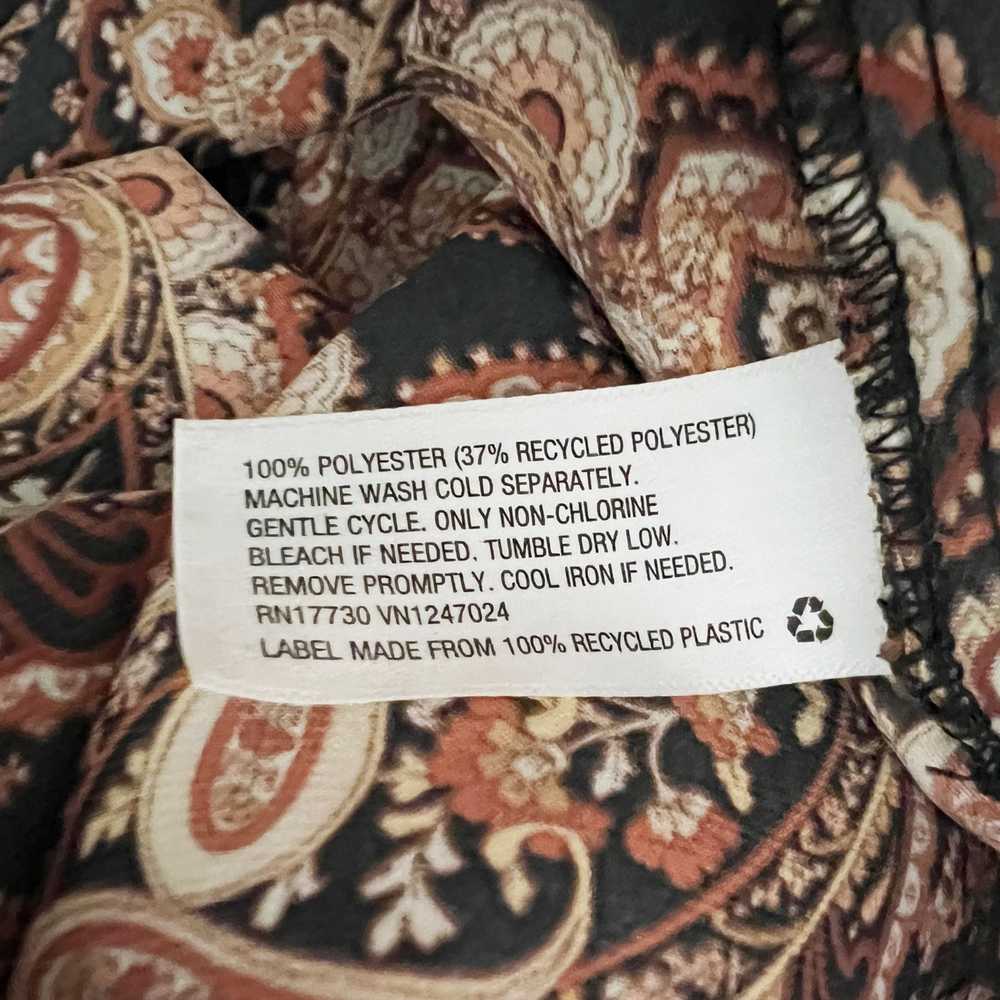 100% POLYESTER (37% RECYCLED POLYESTER)
MACHINE WASH COLD SEPARATELY.
GENTLE CYCLE. ONLY NON-CHLORINE
BLEACH IF NEEDED. TUMBLE DRY LOW.
REMOVE PROMPTLY. COOL IRON IF NEEDED.
RN17730 VN1247024
LABEL MADE FROM 100% RECYCLED PLASTIC